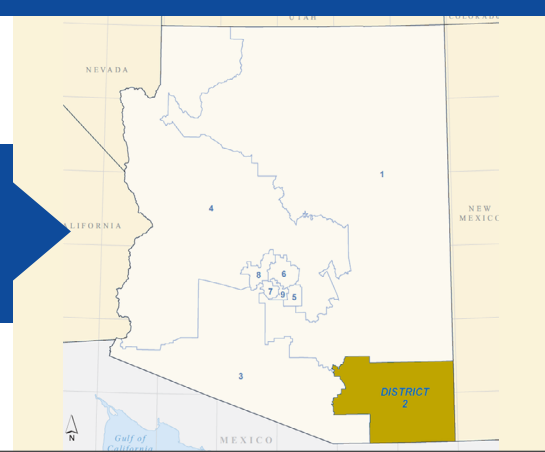 UTAH
COLORADO
NEVADA
1
4
NEW
MEXICO
LIFORNIA
8
6
7
9
5
3
DISTRICT
2
N
Gulf of
California
MEXICO